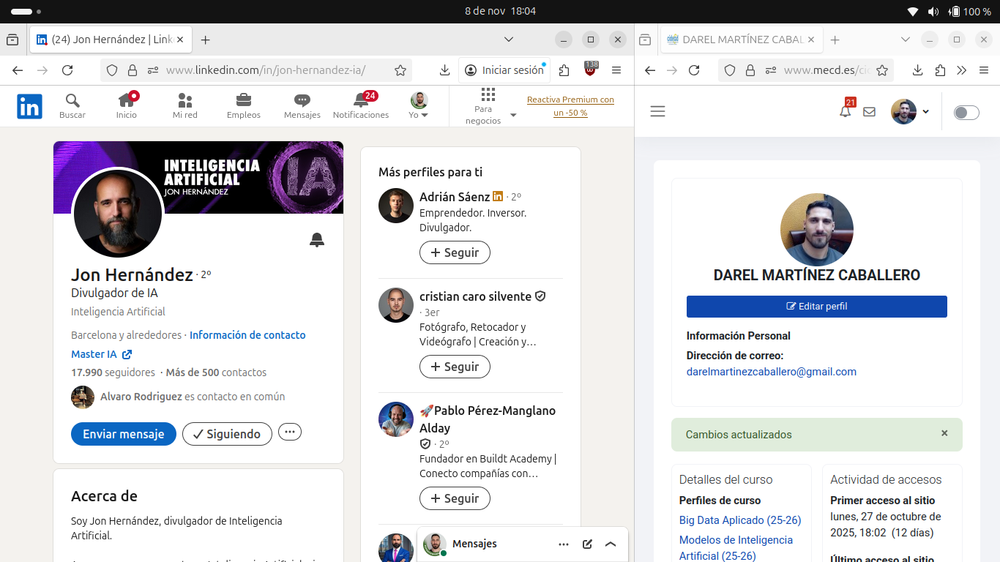 8 de nov 18:04
100 %
(24) Jon Hernández | Link
www.linkedin.com/in/jon-hernandez-ia/
Iniciar sesión
138
in
Buscar
Inicio
Mi red
Empleos
Mensajes
24
Notificaciones
Yo
Para
negocios
Reactiva Premium con
un -50 %
INTELIGENCIA
ARTIFICIAL
JON HERNÁNDEZ
IA
Jon Hernández · 2º
Divulgador de IA
Inteligencia Artificial
Barcelona y alrededores · Información de contacto
Master IA
17.990 seguidores · Más de 500 contactos
Alvaro Rodriguez es contacto en común
Enviar mensaje
Siguiendo
Acerca de
Soy Jon Hernández, divulgador de Inteligencia
Artificial.
Más perfiles para ti
Adrián Sáenz in · 2º
Emprendedor. Inversor.
Divulgador.
+ Seguir
cristian caro silvente
· 3er
Fotógrafo, Retocador y
Videógrafo | Creación y…
+ Seguir
🚀Pablo Pérez-Manglano
Alday
· 2º
Fundador en Buildt Academy |
Conecto compañías con…
+ Seguir
Mensajes
DAREL MARTÍNEZ CABAL
www.mecd.es/cid
21
DAREL MARTÍNEZ CABALLERO
Editar perfil
Información Personal
Dirección de correo:
darelmartinezcaballero@gmail.com
Cambios actualizados
×
Detalles del curso
Perfiles de curso
Big Data Aplicado (25-26)
Modelos de Inteligencia
Artificial (25-26)
Actividad de accesos
Primer acceso al sitio
lunes, 27 de octubre de
2025, 18:02 (12 días)
Último acceso al sitio